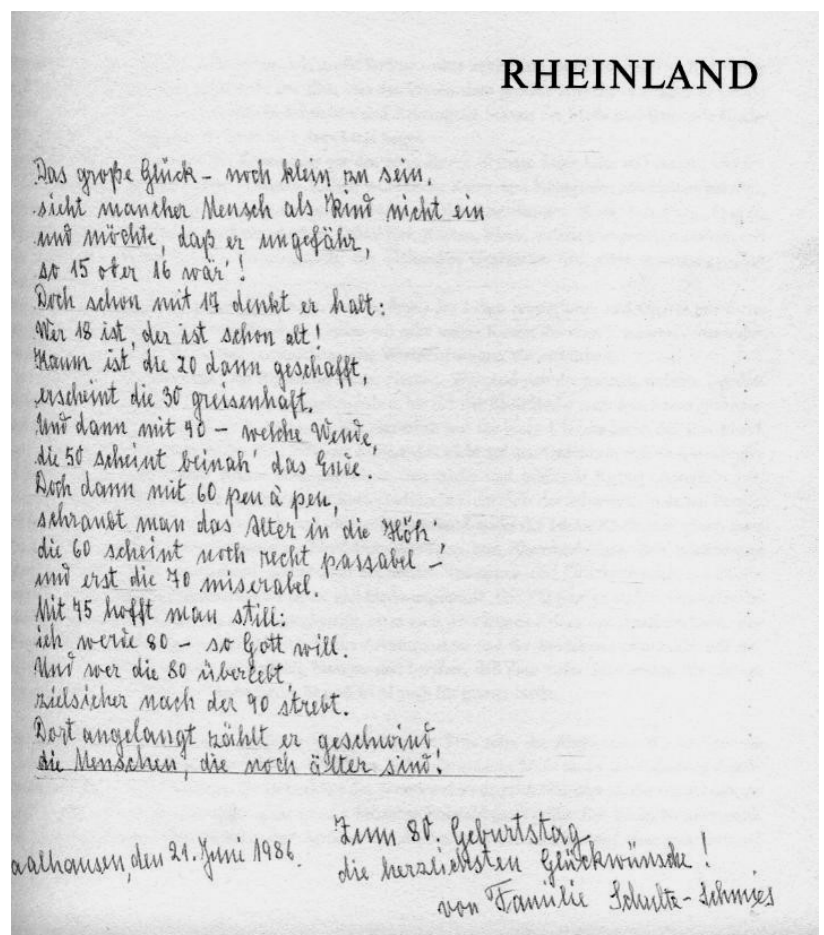 RHEINLAND
Das große Glück – noch klein zu sein,
sieht mancher Mensch als Kind nicht ein
und möchte, daß er ungefähr,
so 15 oder 16 wär'!
Doch schon mit 17 denkt er halt:
Wer 18 ist, der ist schon alt!
Kaum ist die 20 dann geschafft,
erscheint die 30 greisenhaft.
Und dann mit 40 – welche Wende,
die 50 scheint beinah' das Ende.
Doch dann mit 60 peu à peu,
schraubt man das Alter in die Höh'
die 60 scheint noch recht passabel –
und erst die 70 miserabel.
Mit 75 hofft man still:
ich werde 80 – so Gott will.
Und wer die 80 überlebt,
zielsicher nach der 90 strebt.
Dort angelangt zählt er geschwind
die Menschen, die noch älter sind.
Zum 80. Geburtstag
aalhausen, den 21. Juni 1986.
die herzlichsten Glückwünsche!
von Familie Schulte-Schmies